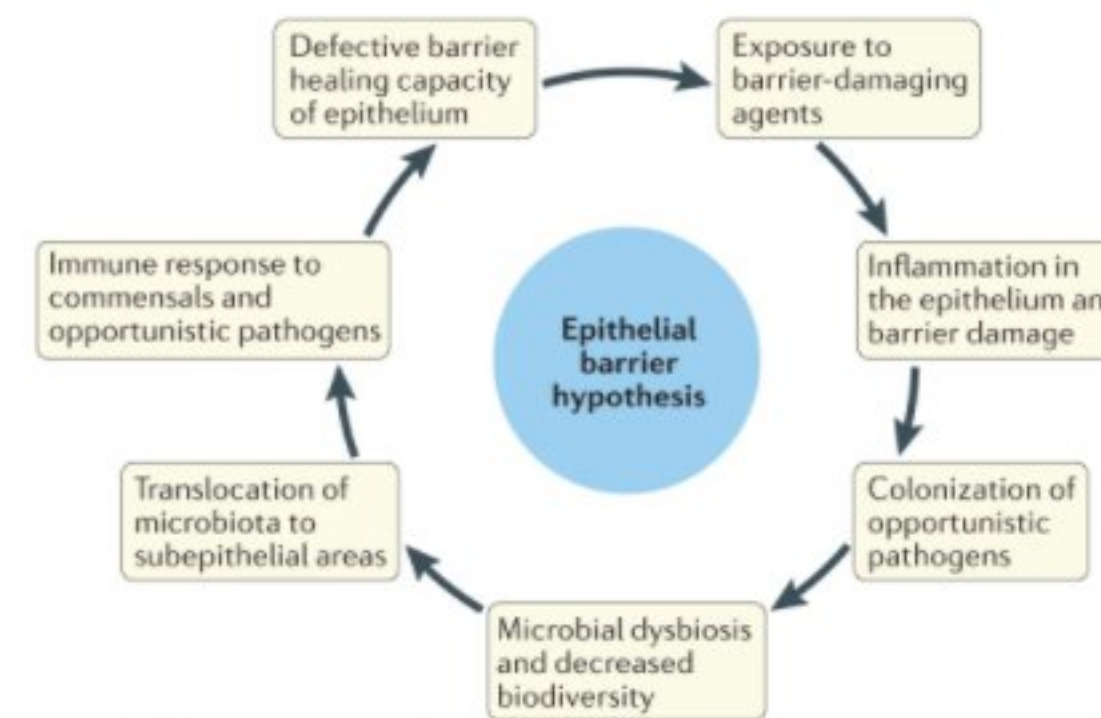 Defective barrier
healing capacity
of epithelium
Exposure to
barrier-damaging
agents
Inflammation in
the epithelium an
barrier damage
Colonization of
opportunistic
pathogens
Microbial dysbiosis
and decreased
biodiversity
Translocation of
microbiota to
subepithelial areas
Immune response to
commensals and
opportunistic pathogens
Epithelial
barrier
hypothesis